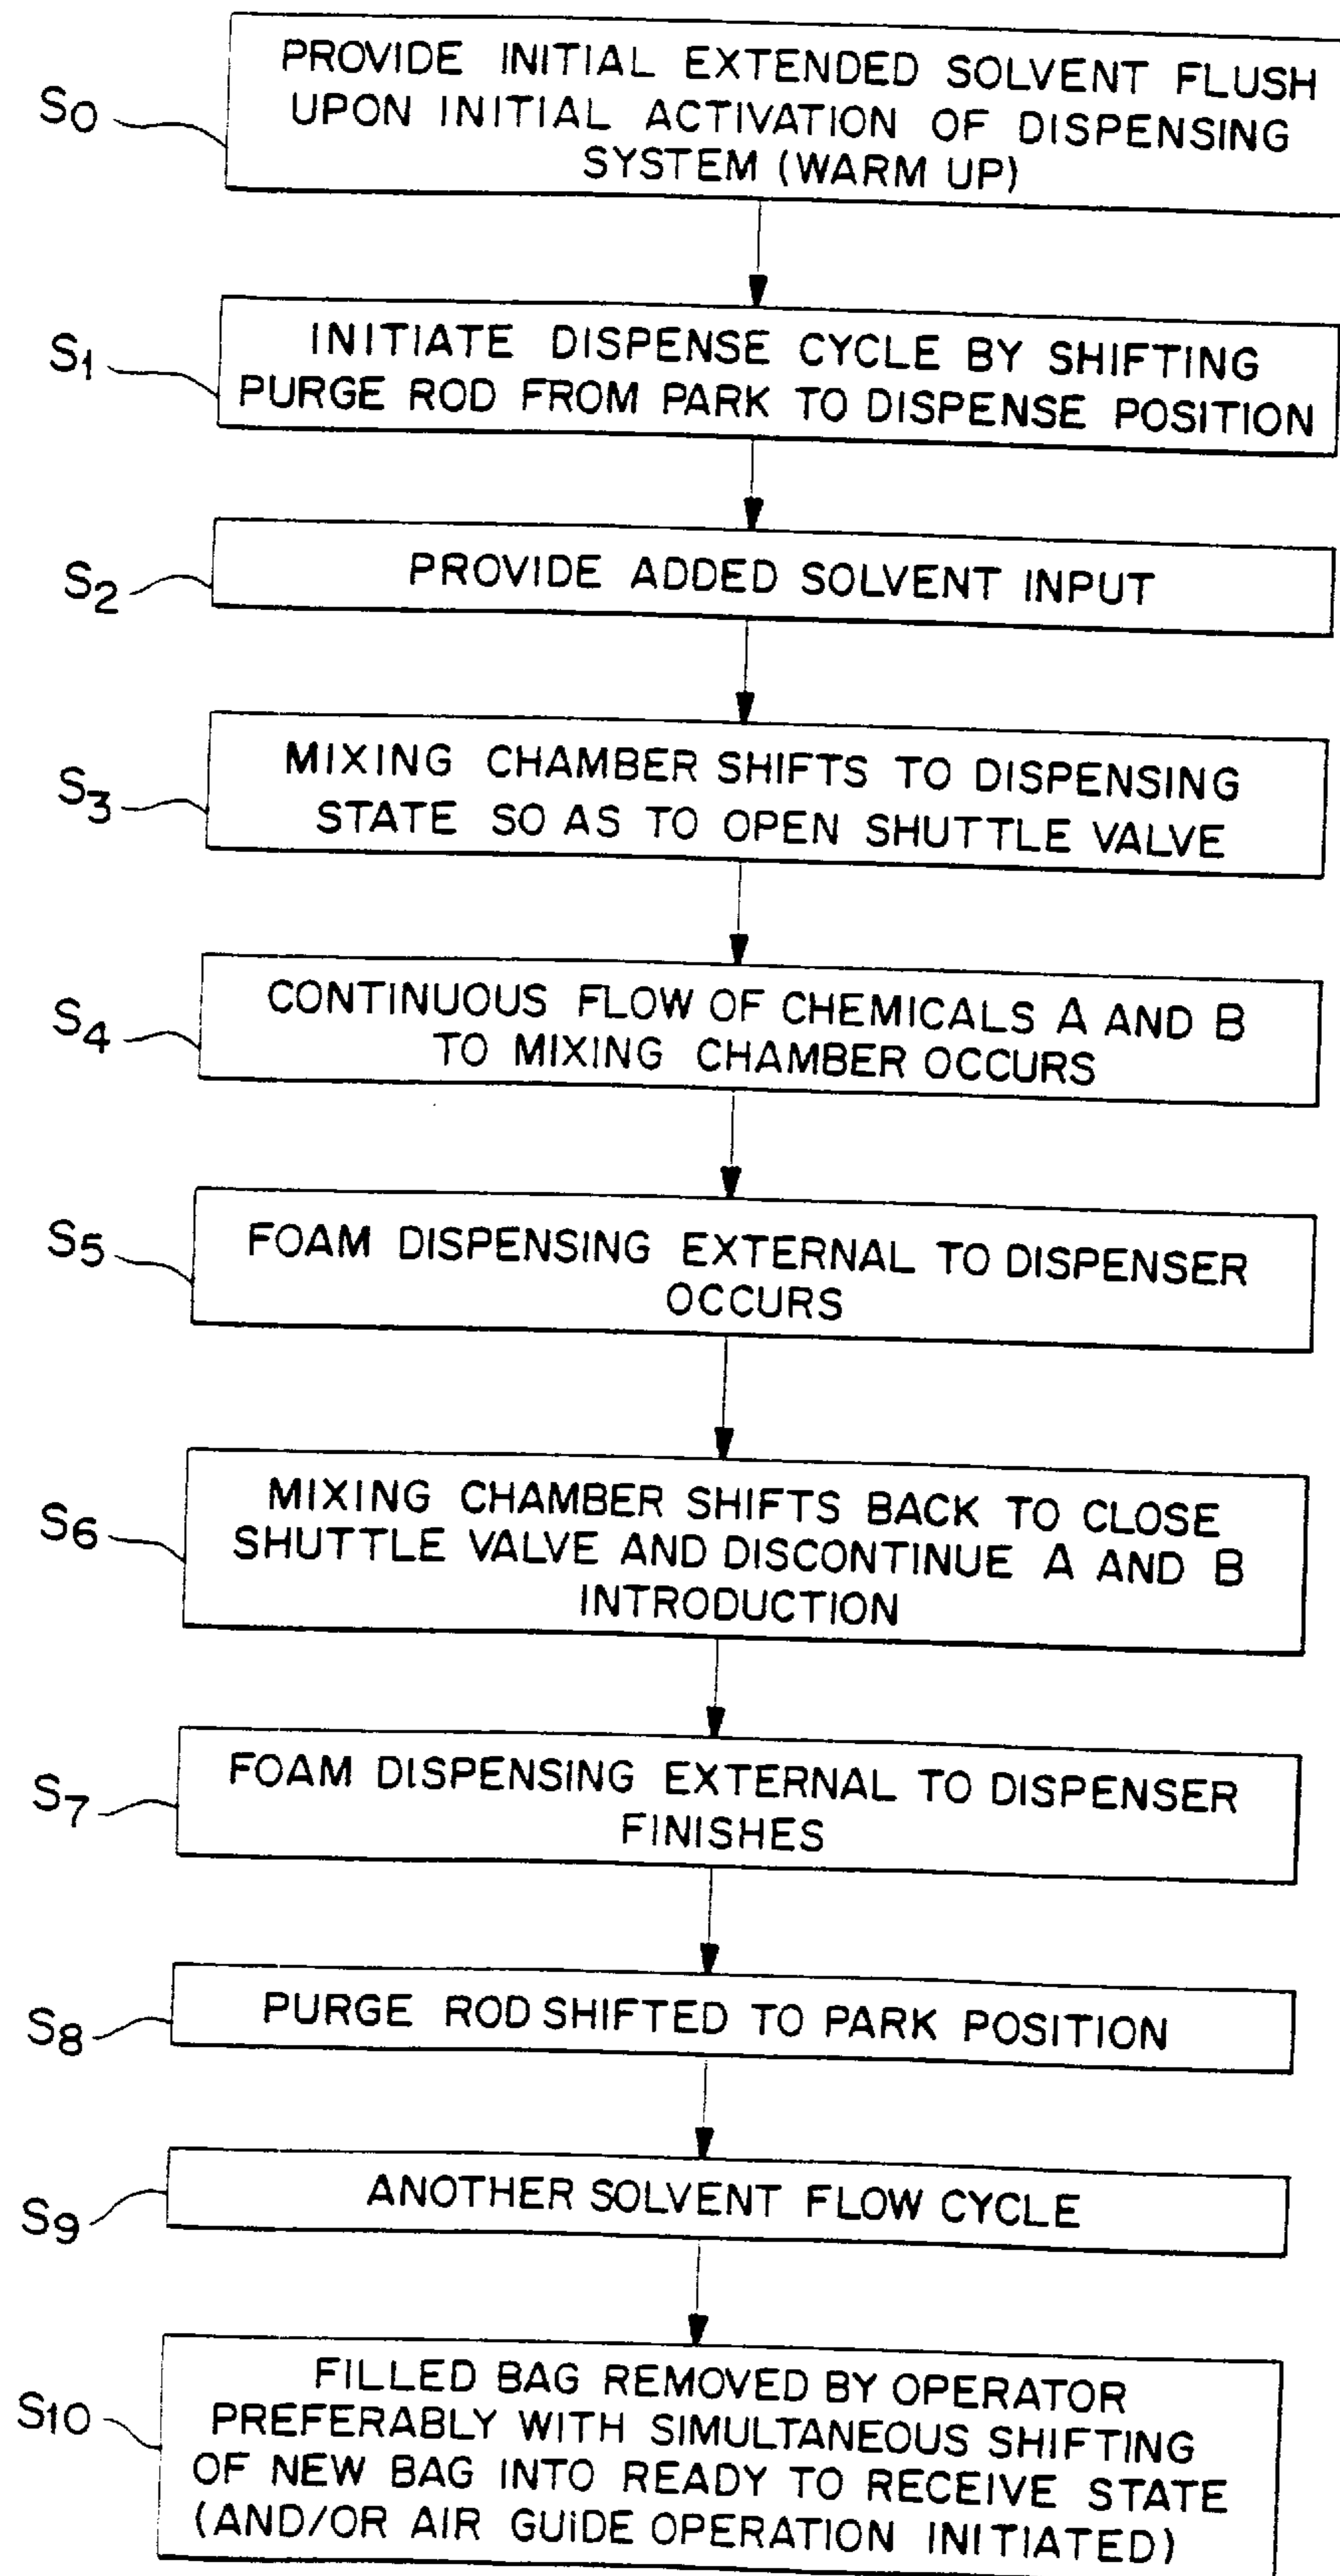 S0
PROVIDE INITIAL EXTENDED SOLVENT FLUSH
UPON INITIAL ACTIVATION OF DISPENSING
SYSTEM (WARM UP)
S1
INITIATE DISPENSE CYCLE BY SHIFTING
PURGE ROD FROM PARK TO DISPENSE POSITION
S2
PROVIDE ADDED SOLVENT INPUT
S3
MIXING CHAMBER SHIFTS TO DISPENSING
STATE SO AS TO OPEN SHUTTLE VALVE
S4
CONTINUOUS FLOW OF CHEMICALS A AND B
TO MIXING CHAMBER OCCURS
S5
FOAM DISPENSING EXTERNAL TO DISPENSER
OCCURS
S6
MIXING CHAMBER SHIFTS BACK TO CLOSE
SHUTTLE VALVE AND DISCONTINUE A AND B
INTRODUCTION
S7
FOAM DISPENSING EXTERNAL TO DISPENSER
FINISHES
S8
PURGE ROD SHIFTED TO PARK POSITION
S9
ANOTHER SOLVENT FLOW CYCLE
S10
FILLED BAG REMOVED BY OPERATOR
PREFERABLY WITH SIMULTANEOUS SHIFTING
OF NEW BAG INTO READY TO RECEIVE STATE
(AND/OR AIR GUIDE OPERATION INITIATED)